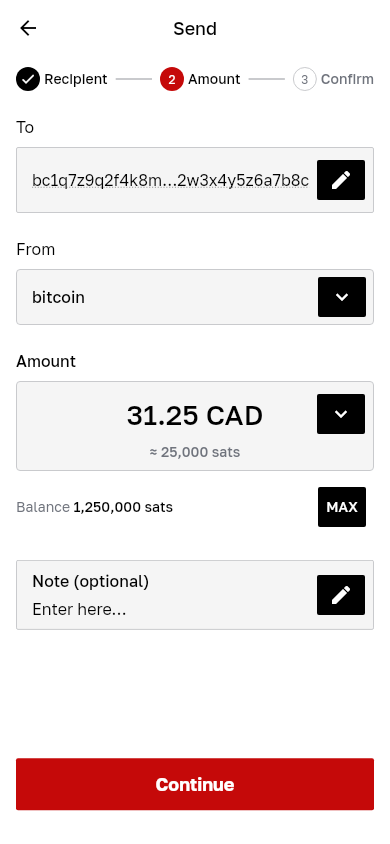 Send
Recipient
2 Amount
3 Confirm
To
bc1q7z9q2f4k8m...2w3x4y5z6a7b8c
From
bitcoin
Amount
31.25 CAD
≈ 25,000 sats
Balance 1,250,000 sats
MAX
Note (optional)
Enter here...
Continue